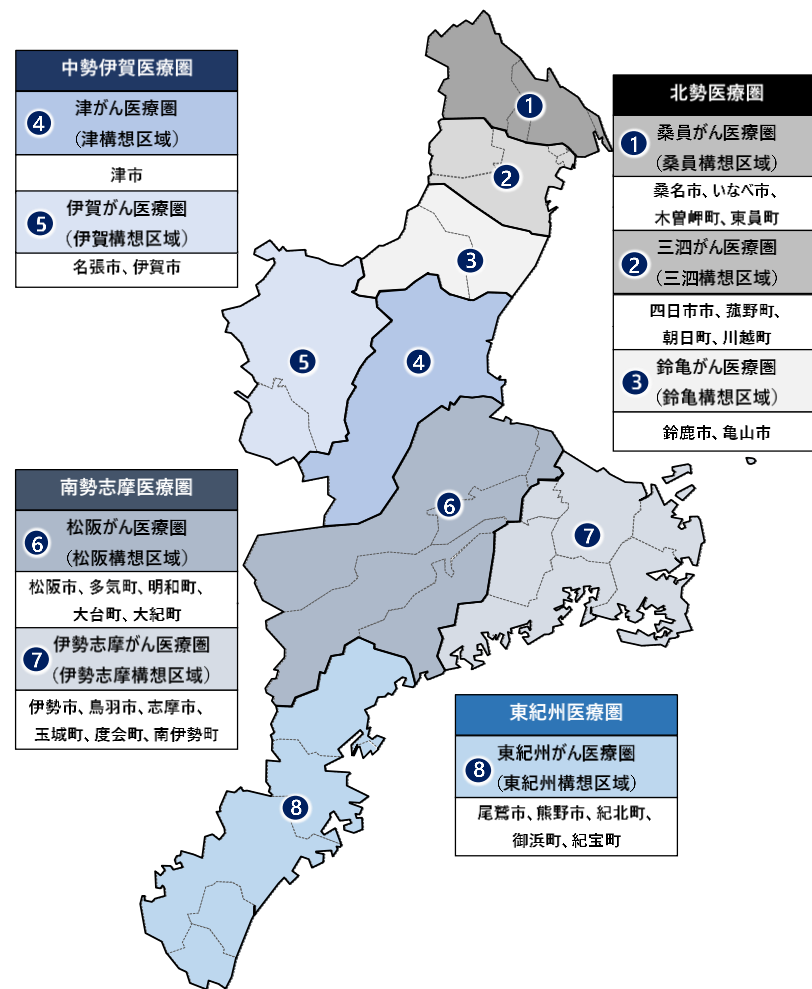 中勢伊賀医療圏
4
津がん医療圏
(津構想区域)
津市
5
伊賀がん医療圏
(伊賀構想区域)
名張市、伊賀市
北勢医療圏
1
桑員がん医療圏
(桑員構想区域)
桑名市、いなべ市、
木曽岬町、東員町
2
三泗がん医療圏
(三泗構想区域)
四日市市、菰野町、
朝日町、川越町
3
鈴亀がん医療圏
(鈴亀構想区域)
鈴鹿市、亀山市
南勢志摩医療圏
6
松阪がん医療圏
(松阪構想区域)
松阪市、多気町、明和町、
大台町、大紀町
7
伊勢志摩がん医療圏
(伊勢志摩構想区域)
伊勢市、鳥羽市、志摩市、
玉城町、度会町、南伊勢町
東紀州医療圏
8
東紀州がん医療圏
(東紀州構想区域)
尾鷲市、熊野市、紀北町、
御浜町、紀宝町
1
2
3
4
5
6
7
8